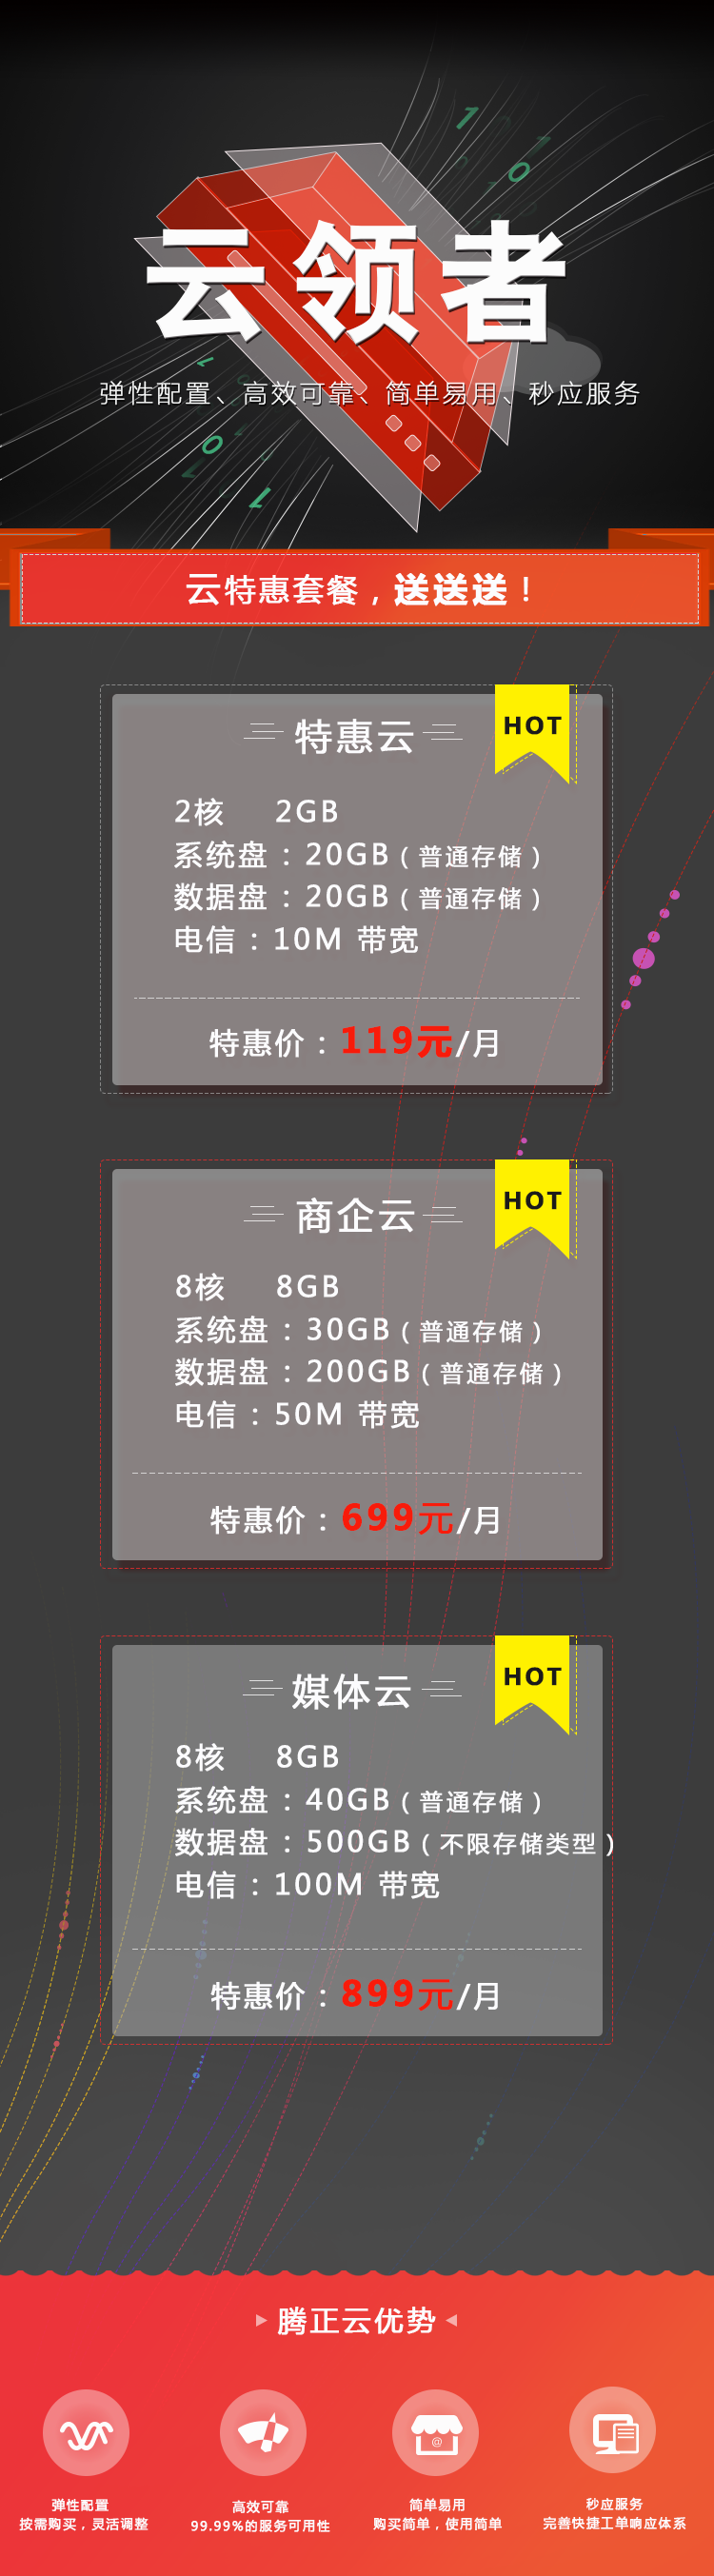 1
0
1
云领者
弹性配置、高效可靠、简单易用、秒应服务
0
1
云特惠套餐，送送送！
HOT
特惠云
2核 2GB
系统盘：20GB（普通存储）
数据盘：20GB（普通存储）
电信：10M 带宽
特惠价：119元/月
HOT
商企云
8核 8GB
系统盘：30GB（普通存储）
数据盘：200GB（普通存储）
电信：50M 带宽
特惠价：699元/月
HOT
媒体云
8核 8GB
系统盘：40GB（普通存储）
数据盘：500GB（不限存储类型）
电信：100M 带宽
特惠价：899元/月
腾正云优势
@
弹性配置
按需购买，灵活调整
高效可靠
99.99%的服务可用性
简单易用
购买简单，使用简单
秒应服务
完善快捷工单响应体系